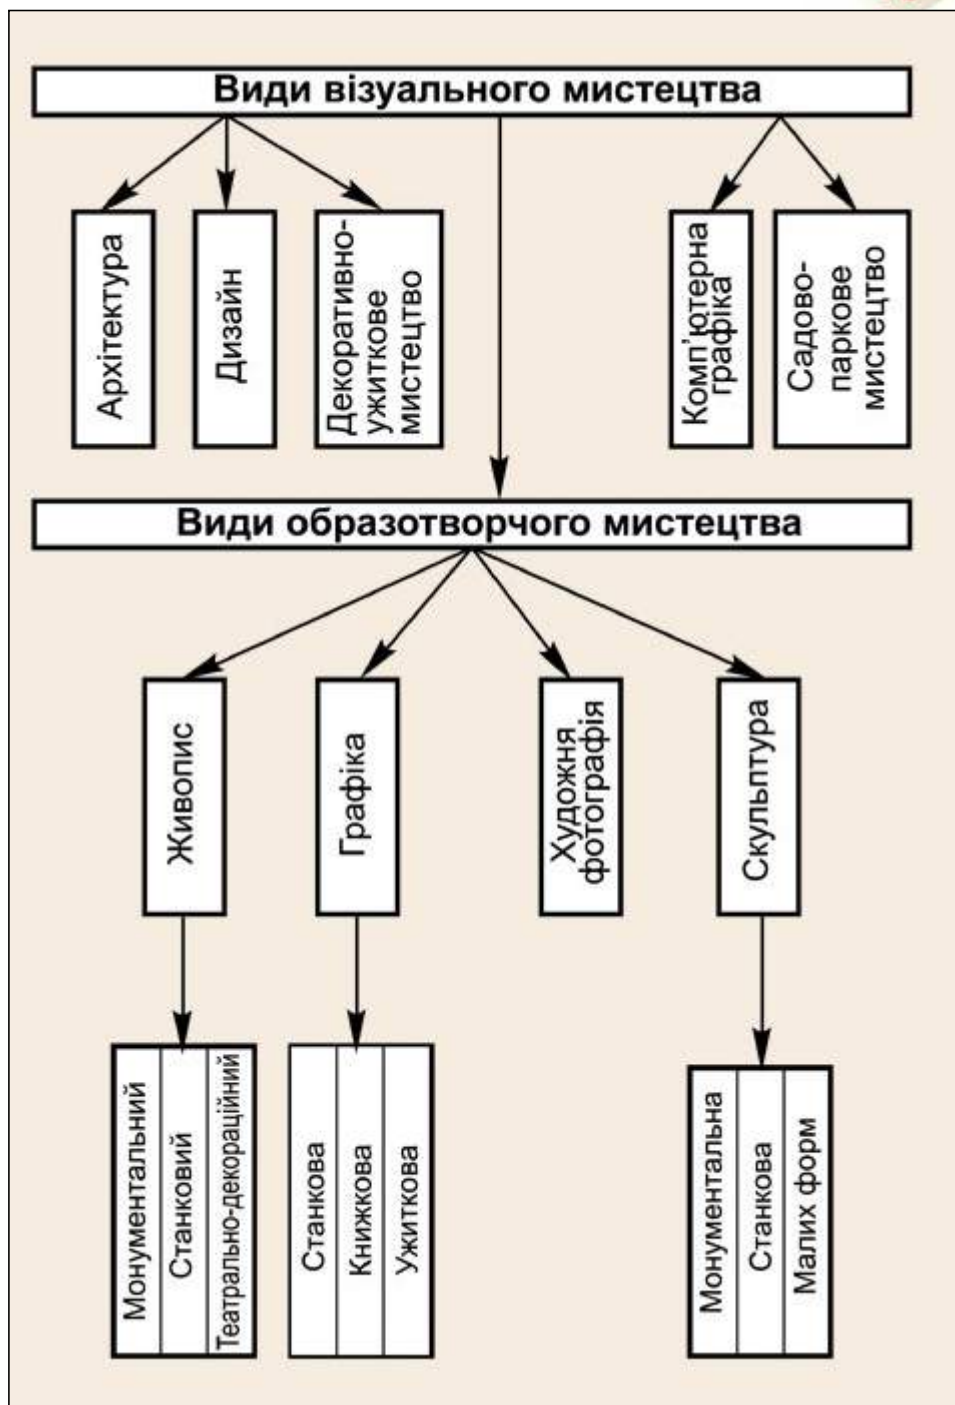 Види візуального мистецтва
Архітектура
Дизайн
Декоративно-
ужиткове
мистецтво
Комп'ютерна
графіка
Садово-
паркове
мистецтво
Види образотворчого мистецтва
Живопис
Графіка
Художня
фотографія
Скульптура
Монументальний
Станковий
Театрально-декораційний
Станкова
Книжкова
Ужиткова
Монументальна
Станкова
Малих форм